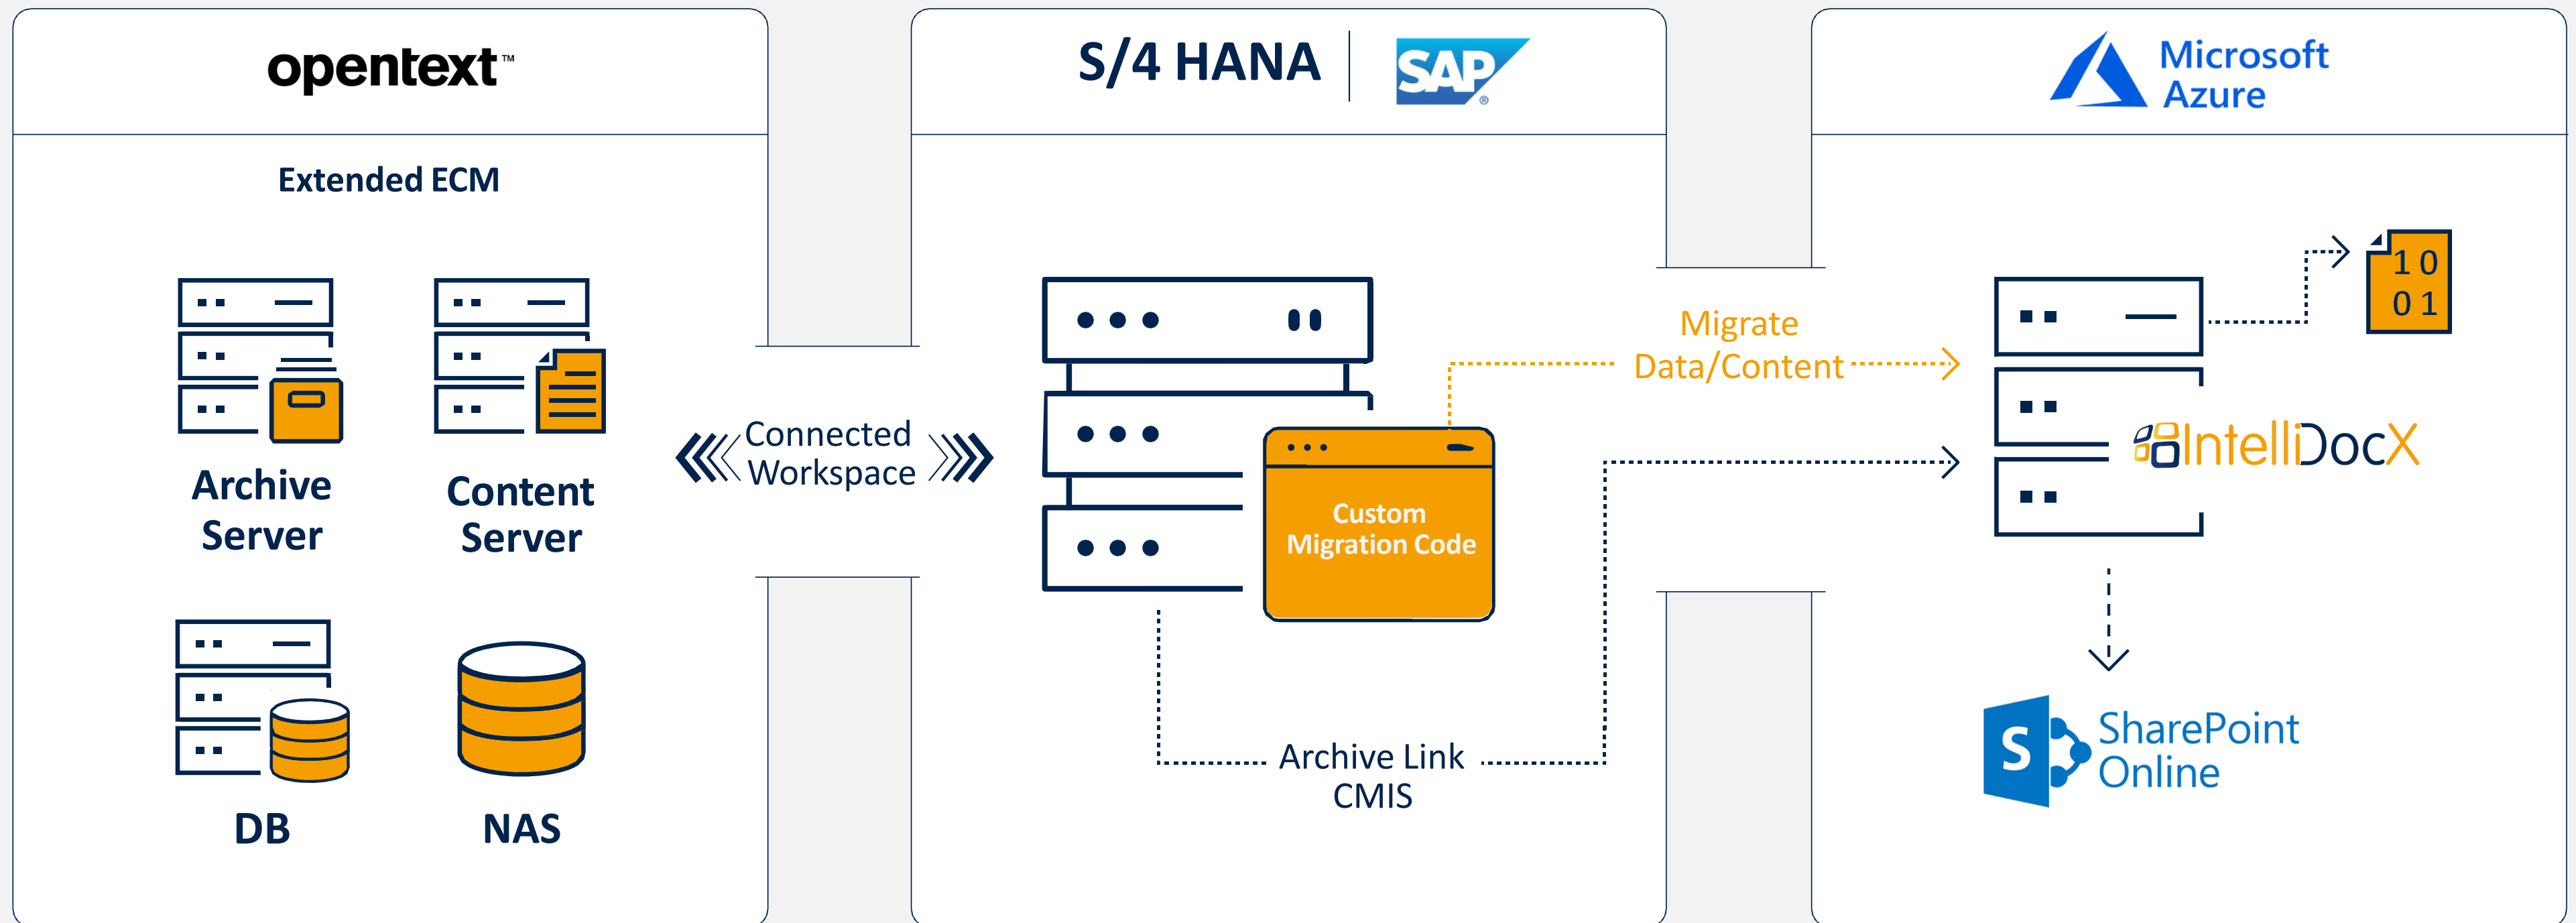 opentext™
Extended ECM
Archive
Server
Content
Server
DB
NAS
Connected
Workspace
S/4 HANA
SAP®
Custom
Migration Code
Archive Link
CMIS
Migrate
Data/Content
Microsoft
Azure
1 0
0 1
IntelliDocX
S
SharePoint
Online